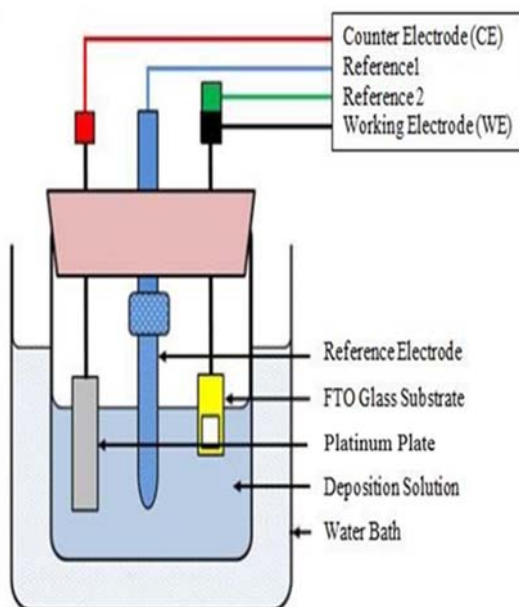 Counter Electrode (CE)
Reference1
Reference 2
Working Electrode (WE)
Reference Electrode
FTO Glass Substrate
Platinum Plate
Deposition Solution
Water Bath